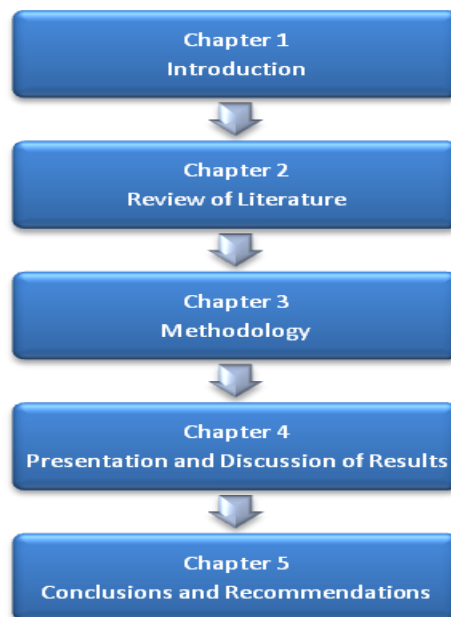 Chapter 1
Introduction
Chapter 2
Review of Literature
Chapter 3
Methodology
Chapter 4
Presentation and Discussion of Results
Chapter 5
Conclusions and Recommendations